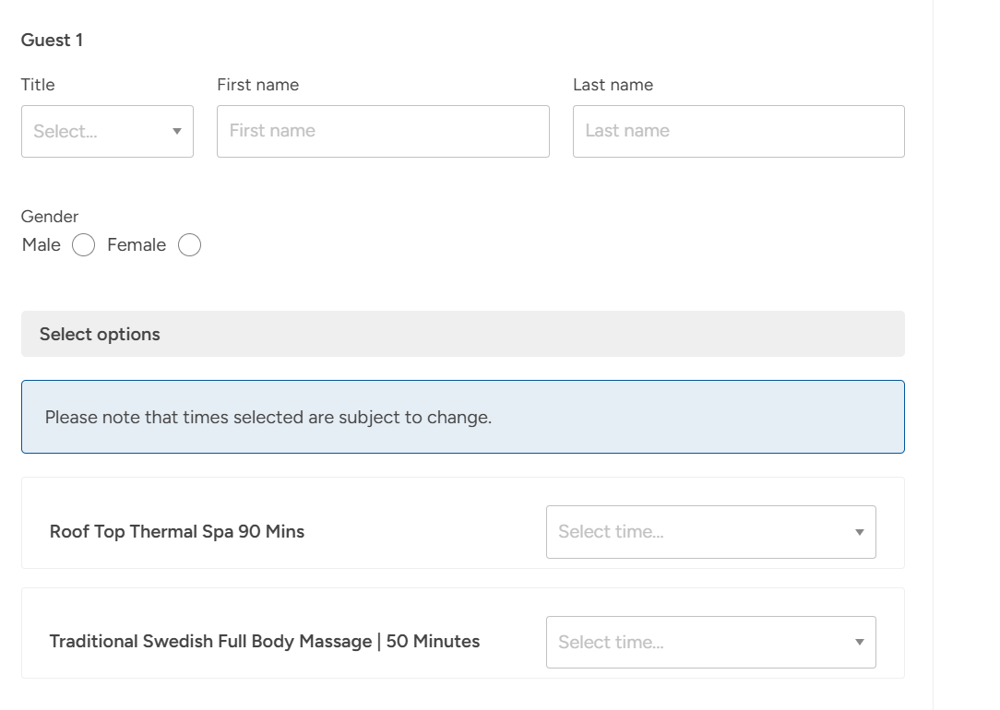 Guest 1
Title First name Last name
Select... First name Last name
Gender
Male Female
Select options
Please note that times selected are subject to change.
Roof Top Thermal Spa 90 Mins Select time...
Traditional Swedish Full Body Massage | 50 Minutes Select time...